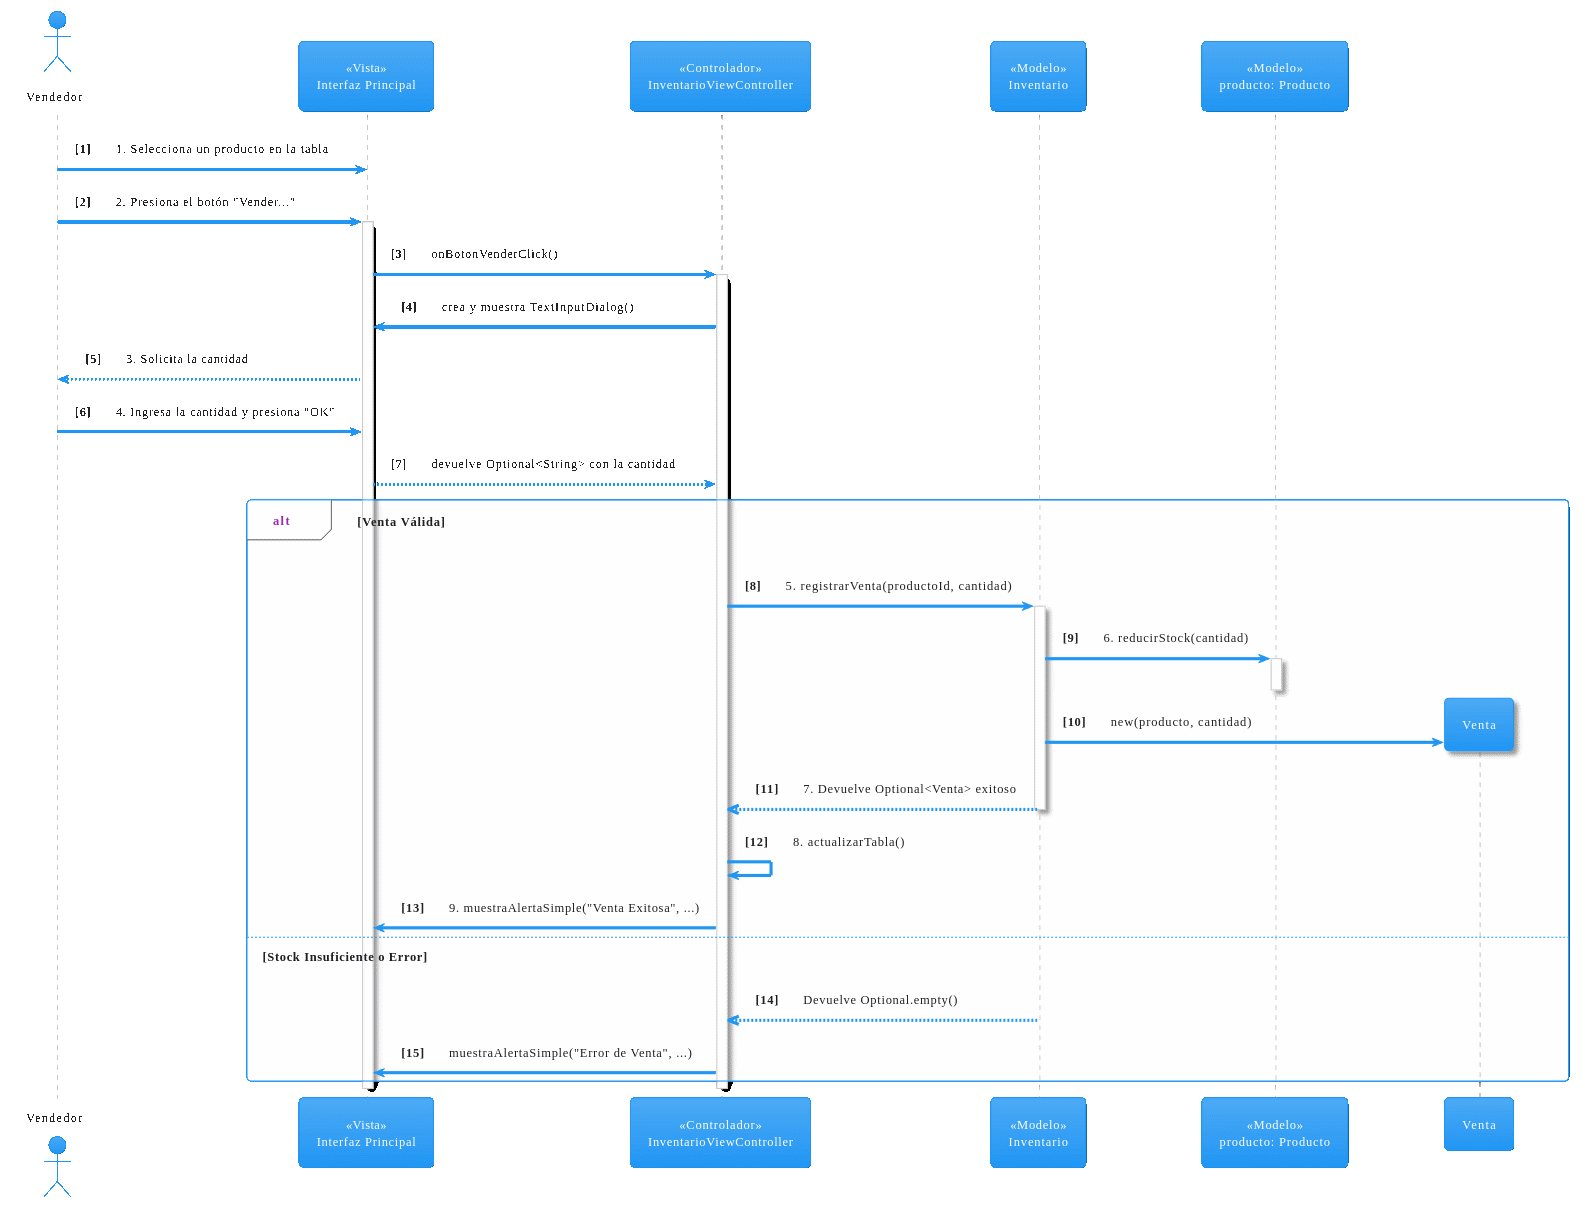 Vendedor
«Vista»
Interfaz Principal
«Controlador»
InventarioViewController
«Modelo»
Inventario
«Modelo»
producto: Producto
[1] 1. Selecciona un producto en la tabla
[2] 2. Presiona el botón "Vender..."
[3] onBotonVenderClick()
[4] crea y muestra TextInputDialog()
[5] 3. Solicita la cantidad
[6] 4. Ingresa la cantidad y presiona "OK"
[7] devuelve Optional<String> con la cantidad
alt [Venta Válida]
[8] 5. registrarVenta(productoId, cantidad)
[9] 6. reducirStock(cantidad)
[10] new(producto, cantidad)
Venta
[11] 7. Devuelve Optional<Venta> exitoso
[12] 8. actualizarTabla()
[13] 9. muestraAlertaSimple("Venta Exitosa", ...)
[Stock Insuficiente o Error]
[14] Devuelve Optional.empty()
[15] muestraAlertaSimple("Error de Venta", ...)
Vendedor
«Vista»
Interfaz Principal
«Controlador»
InventarioViewController
«Modelo»
Inventario
«Modelo»
producto: Producto
Venta